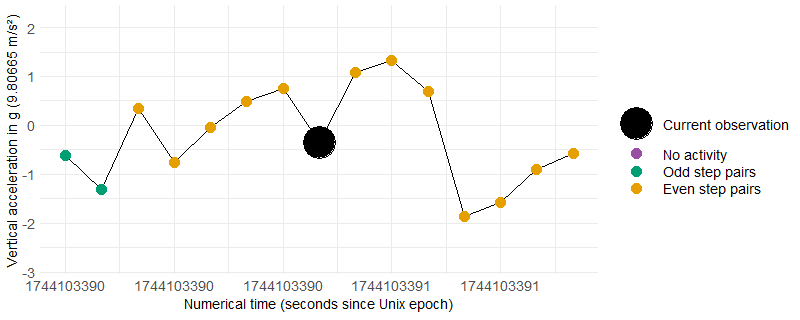 Vertical acceleration in g (9.80665 m/s²)
2
1
0
-1
-2
-3
1744103390 1744103390 1744103390 1744103391 1744103391
Numerical time (seconds since Unix epoch)
Current observation
No activity
Odd step pairs
Even step pairs